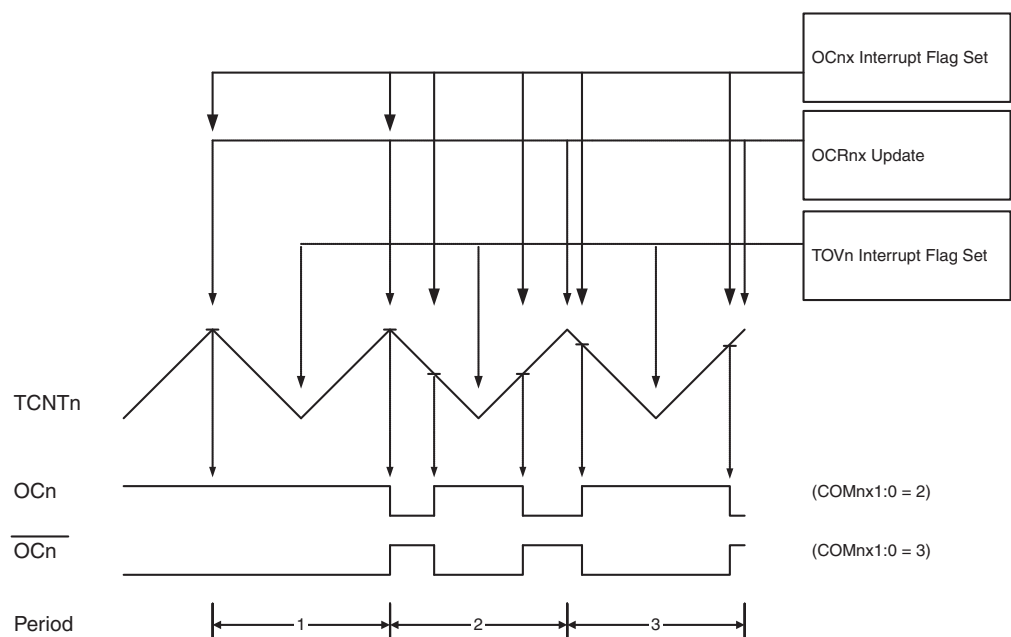 OCnx Interrupt Flag Set
OCRnx Update
TOVn Interrupt Flag Set
TCNTn
OCn
(COMnx1:0 = 2)
OCn
(COMnx1:0 = 3)
Period
1
2
3